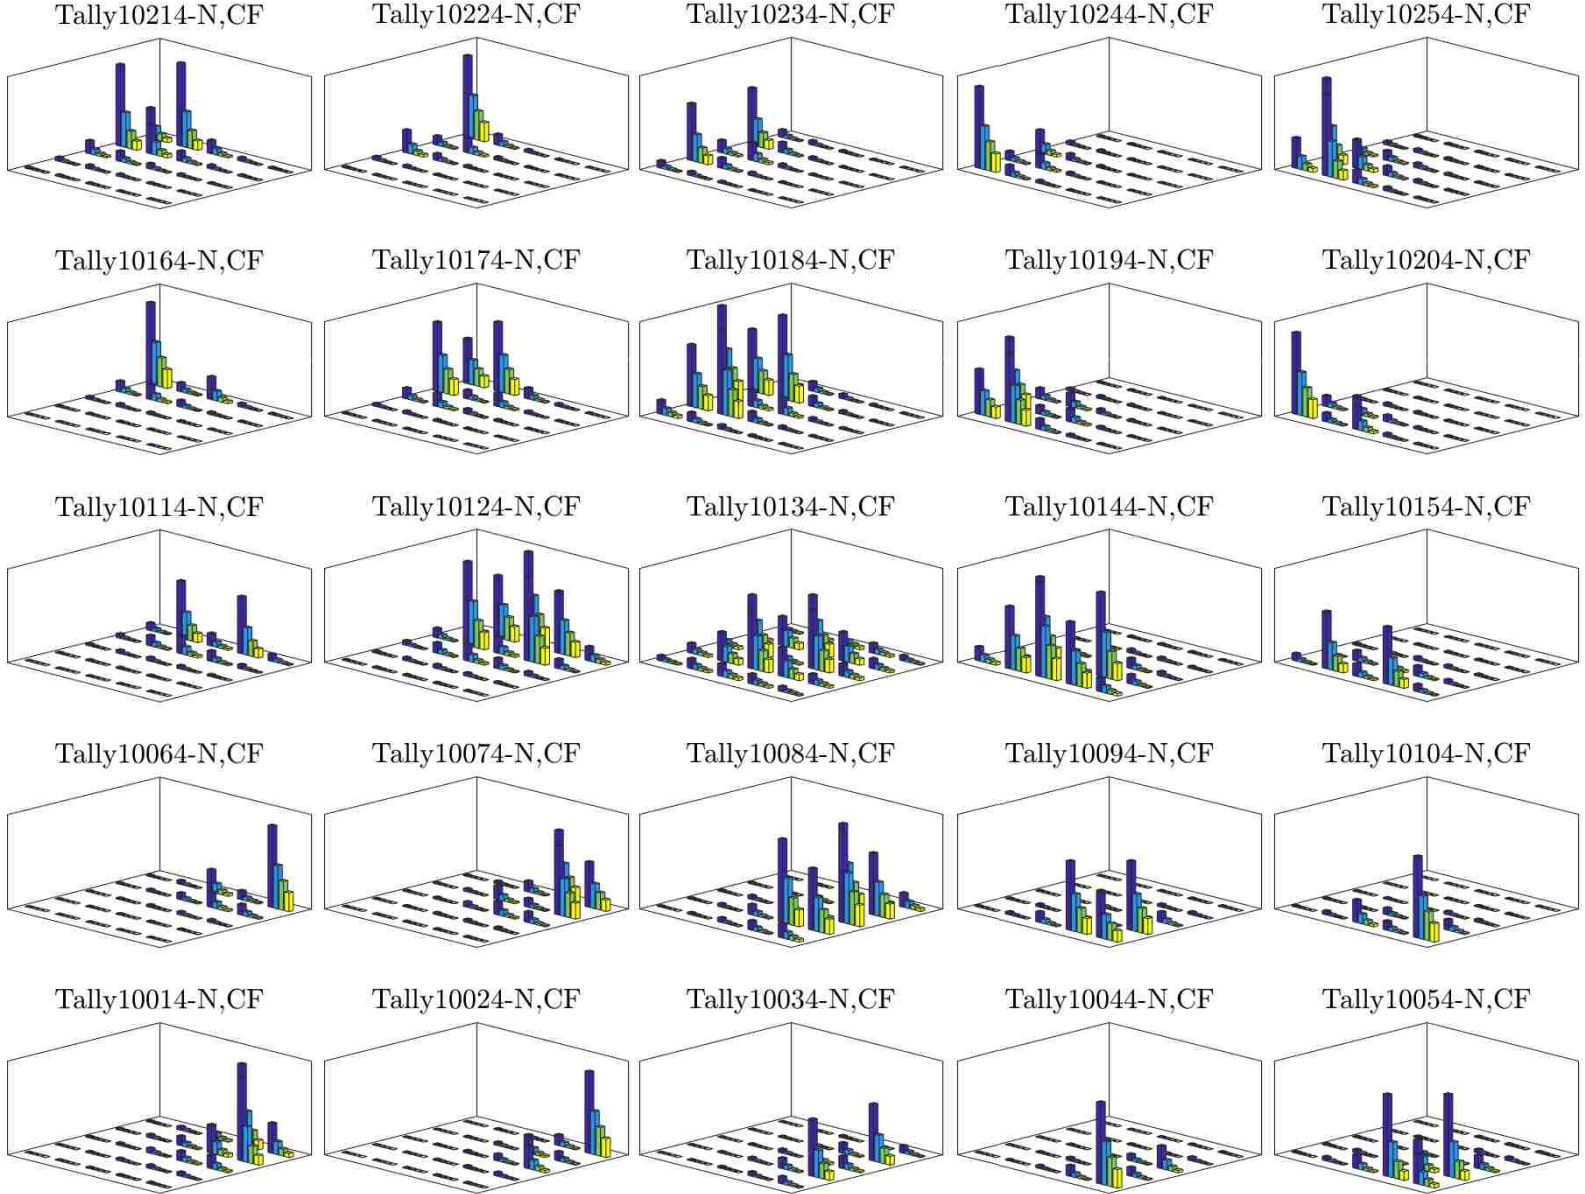 Tally10214-N,CF Tally10224-N,CF Tally10234-N,CF Tally10244-N,CF Tally10254-N,CF
Tally10164-N,CF Tally10174-N,CF Tally10184-N,CF Tally10194-N,CF Tally10204-N,CF
Tally10114-N,CF Tally10124-N,CF Tally10134-N,CF Tally10144-N,CF Tally10154-N,CF
Tally10064-N,CF Tally10074-N,CF Tally10084-N,CF Tally10094-N,CF Tally10104-N,CF
Tally10014-N,CF Tally10024-N,CF Tally10034-N,CF Tally10044-N,CF Tally10054-N,CF